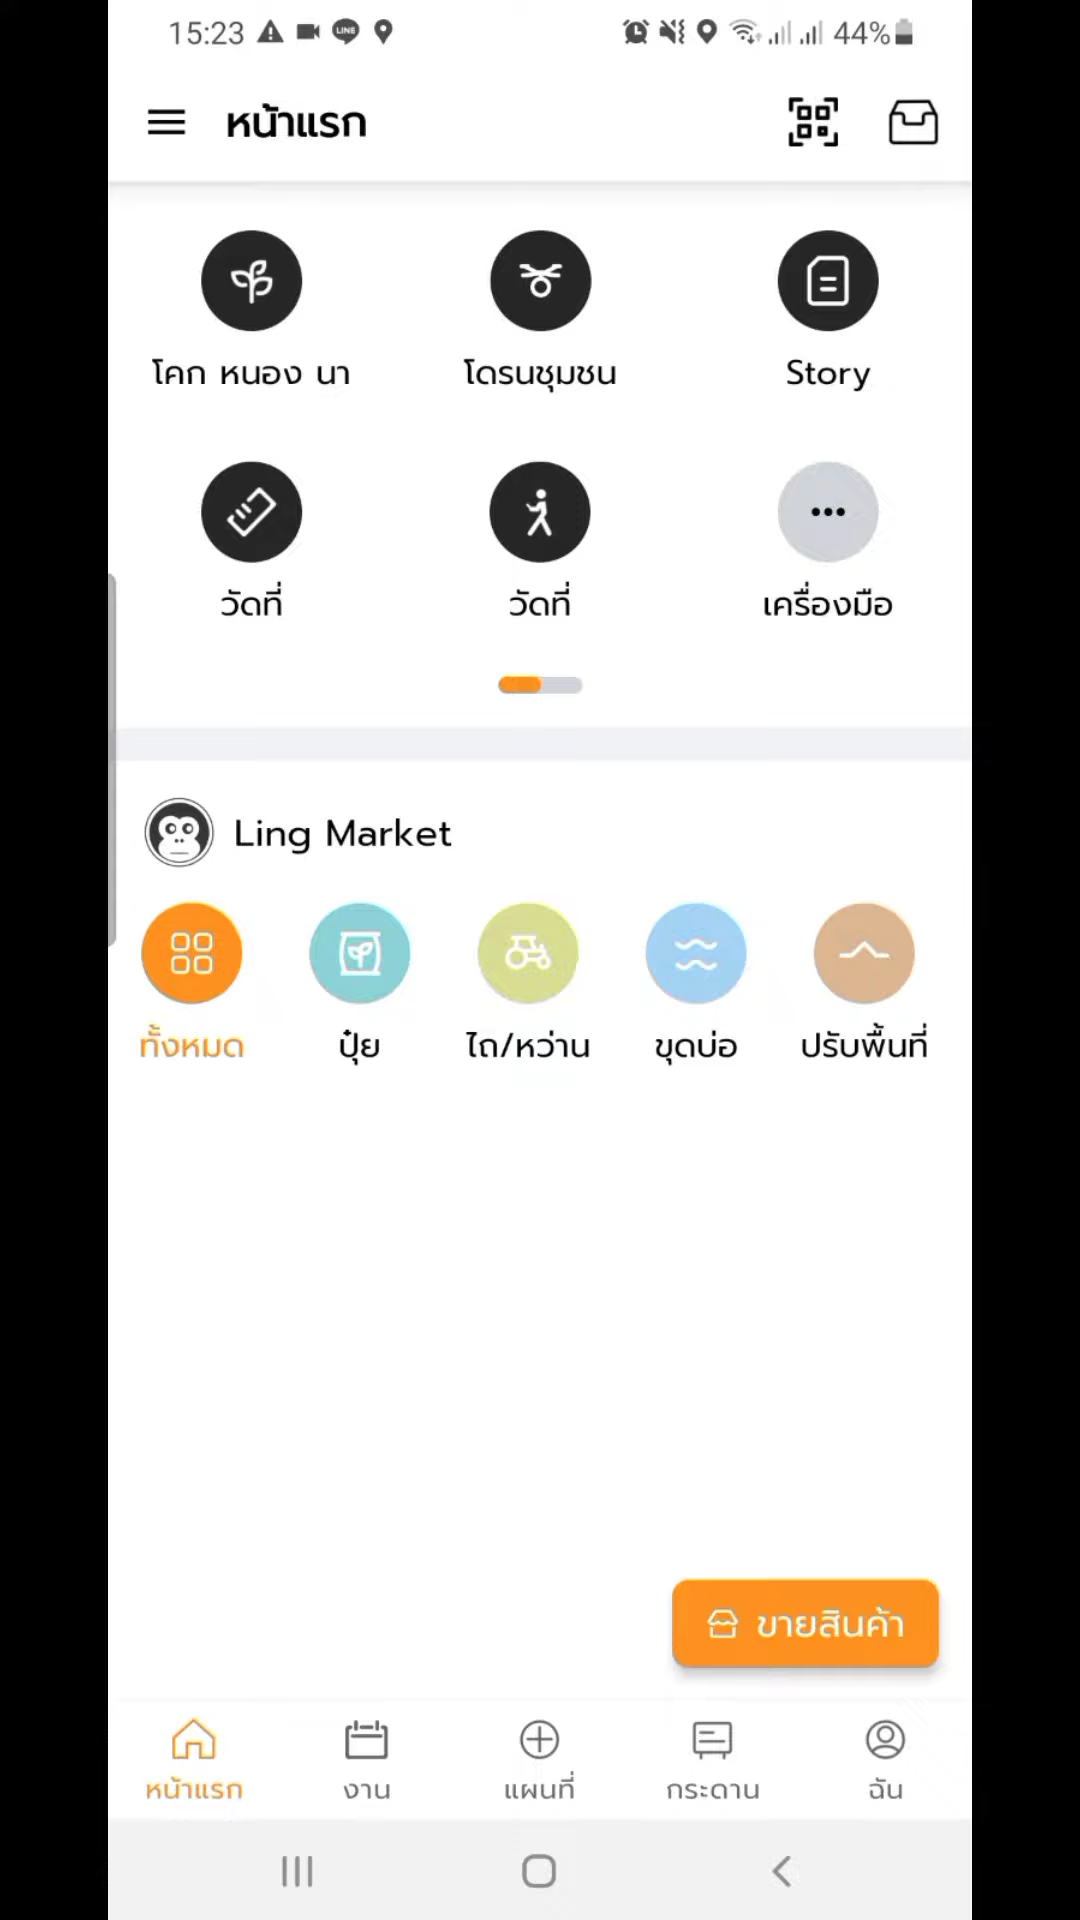 15:23 LINE 44%
หน้าแรก
โคก หนอง นา โดรนชุมชน Story
วัดที่ วัดที่ เครื่องมือ
Ling Market
ทั้งหมด ปุ๋ย ไถ/หว่าน ขุดบ่อ ปรับพื้นที่
ขายสินค้า
หน้าแรก งาน แผนที่ กระดาน ฉัน